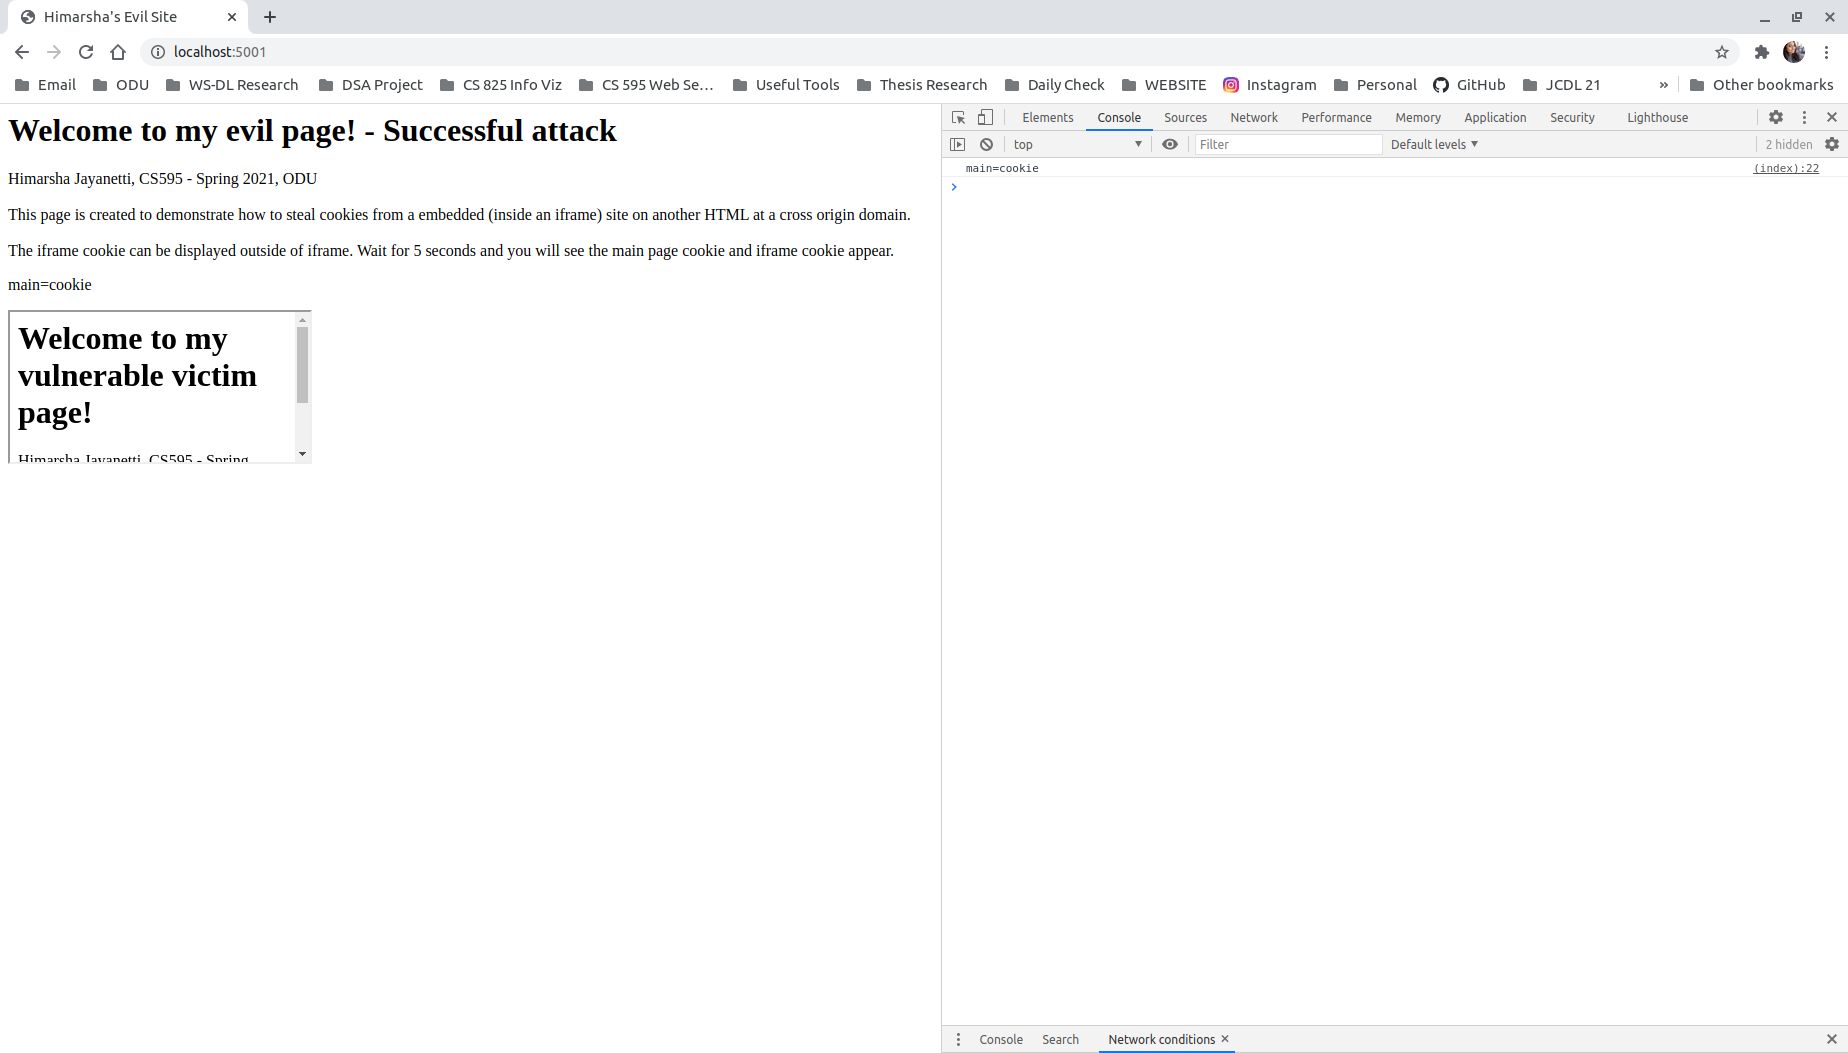 Himarsha's Evil Site
localhost:5001
Email ODU WS-DL Research DSA Project CS 825 Info Viz CS 595 Web Se... Useful Tools Thesis Research Daily Check WEBSITE Instagram Personal GitHub JCDL 21 » Other bookmarks
Welcome to my evil page! - Successful attack
Himarsha Jayanetti, CS595 - Spring 2021, ODU
This page is created to demonstrate how to steal cookies from a embedded (inside an iframe) site on another HTML at a cross origin domain.
The iframe cookie can be displayed outside of iframe. Wait for 5 seconds and you will see the main page cookie and iframe cookie appear.
main=cookie
Welcome to my
vulnerable victim
page!
Himarsha Jayanetti, CS595 - Spring
Elements Console Sources Network Performance Memory Application Security Lighthouse
top Filter Default levels 2 hidden
main=cookie (index):22
Console Search Network conditions